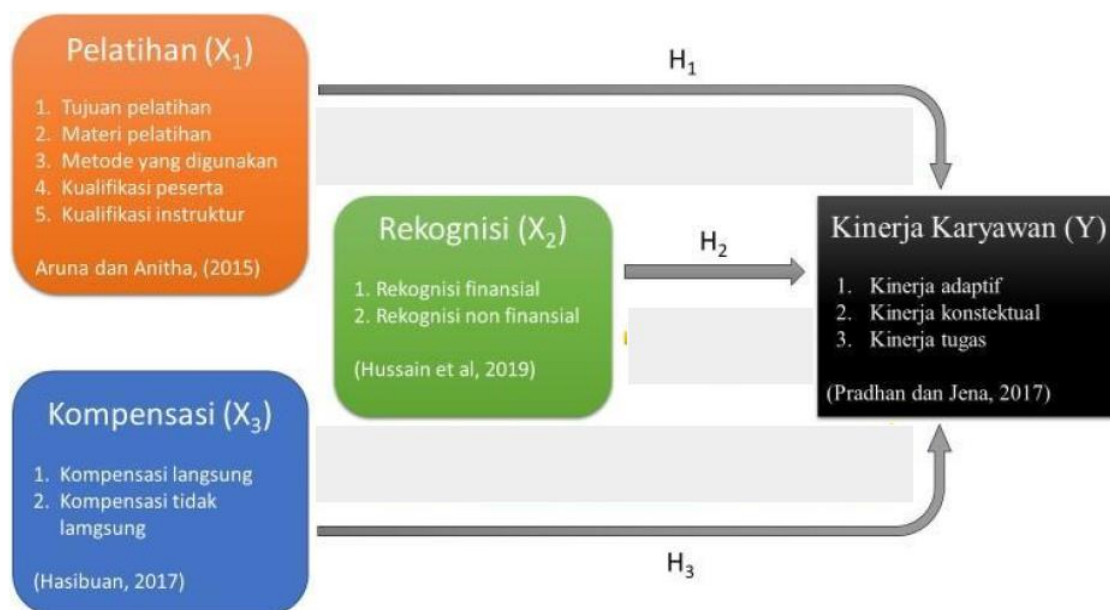 Pelatihan (X₁)
1. Tujuan pelatihan
2. Materi pelatihan
3. Metode yang digunakan
4. Kualifikasi peserta
5. Kualifikasi instruktur
Aruna dan Anitha, (2015)
H₁
Rekognisi (X₂)
1. Rekognisi finansial
2. Rekognisi non finansial
(Hussain et al, 2019)
H₂
Kinerja Karyawan (Y)
1. Kinerja adaptif
2. Kinerja konstektual
3. Kinerja tugas
(Pradhan dan Jena, 2017)
Kompensasi (X₃)
1. Kompensasi langsung
2. Kompensasi tidak
lamgsung
(Hasibuan, 2017)
H₃